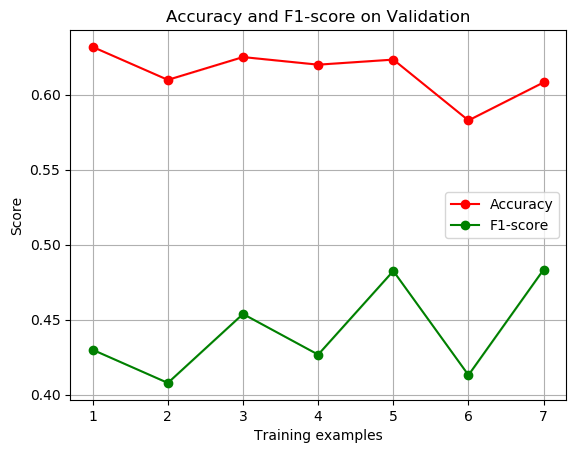 Accuracy and F1-score on Validation
Score
0.60
0.55
0.50
0.45
0.40
Accuracy
F1-score
1 2 3 4 5 6 7
Training examples